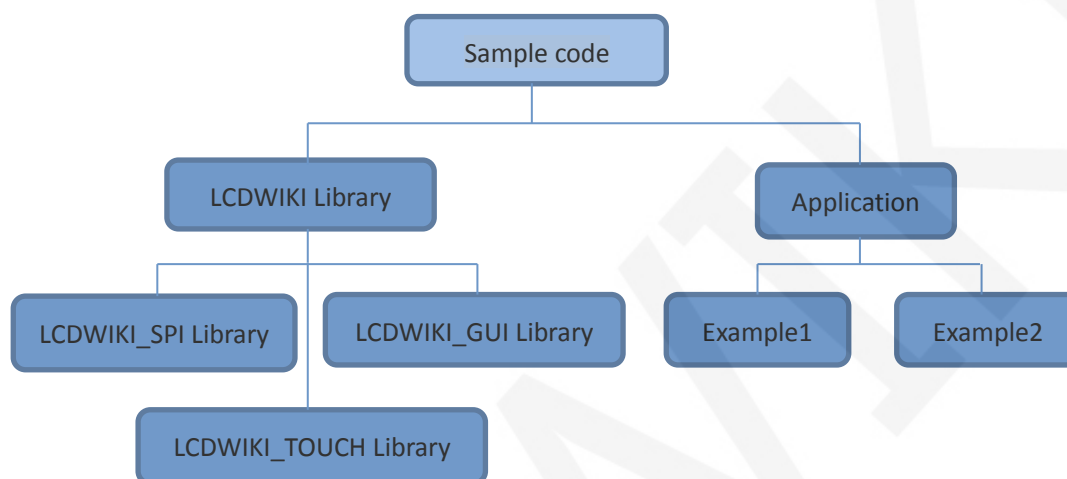 Sample code
LCDWIKI Library
Application
LCDWIKI_SPI Library
LCDWIKI_GUI Library
Example1
Example2
LCDWIKI_TOUCH Library